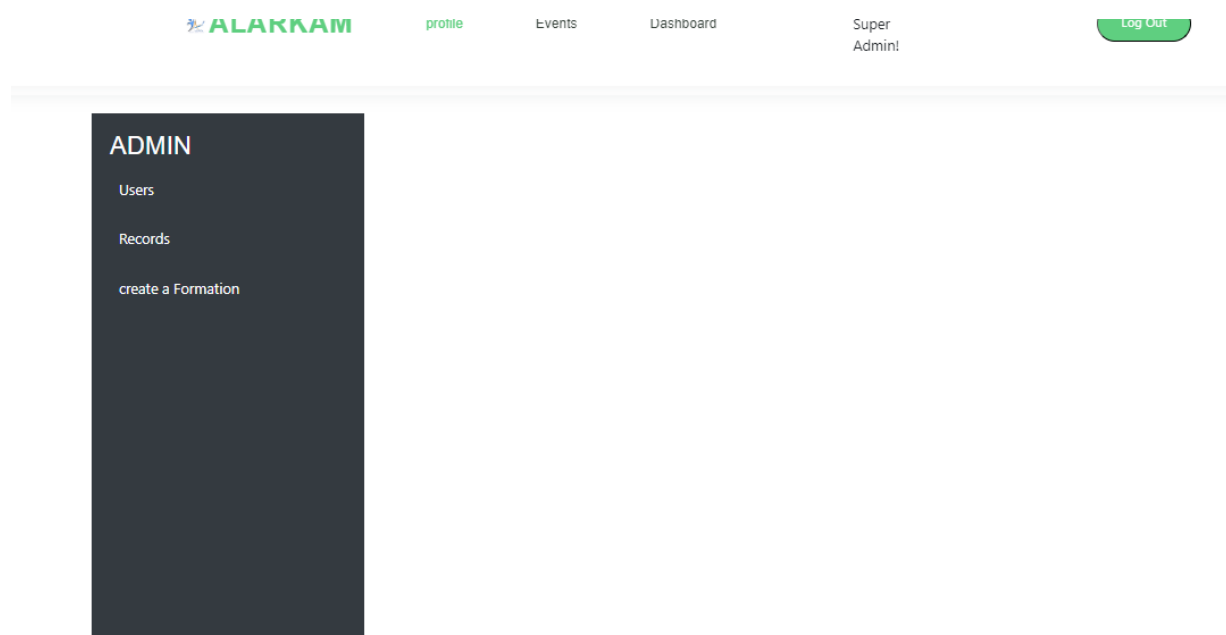 ALARKAM
profile
Events
Dashboard
Super
Admin!
Log Out
ADMIN
Users
Records
create a Formation